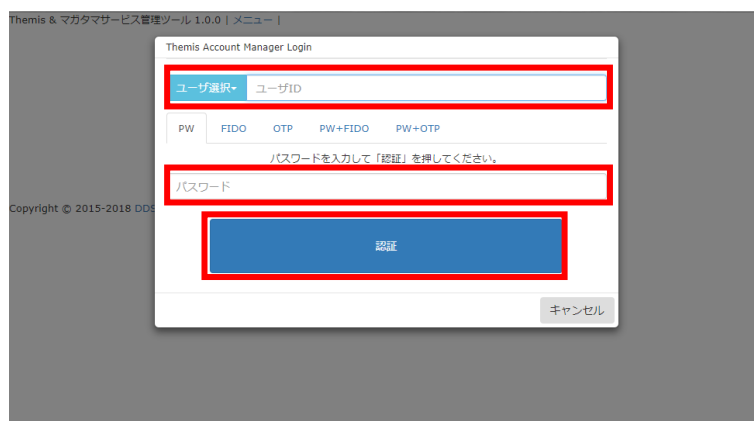 Themis & マガタマサービス管理ツール 1.0.0 | メニュー |
Themis Account Manager Login
ユーザ選択 ユーザID
PW FIDO OTP PW+FIDO PW+OTP
パスワードを入力して「認証」を押してください。
パスワード
Copyright © 2015-2018 DDS
認証
キャンセル